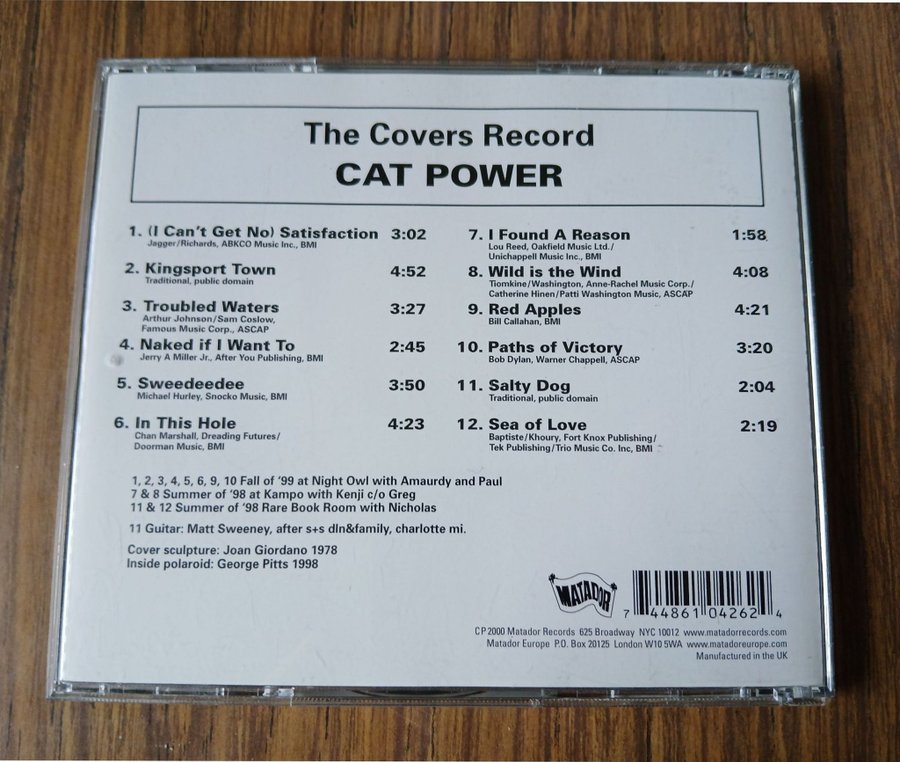 The Covers Record
CAT POWER
1. (I Can't Get No) Satisfaction 3:02
Jagger/Richards, ABKCO Music Inc., BMI
2. Kingsport Town 4:52
Traditional, public domain
3. Troubled Waters 3:27
Arthur Johnson/Sam Coslow,
Famous Music Corp., ASCAP
4. Naked if I Want To 2:45
Jerry A Miller Jr., After You Publishing, BMI
5. Sweedeedee 3:50
Michael Hurley, Snocko Music, BMI
6. In This Hole 4:23
Chan Marshall, Dreading Futures/
Doorman Music, BMI
7. I Found A Reason 1:58
Lou Reed, Oakfield Music Ltd./
Unichappell Music Inc., BMI
8. Wild is the Wind 4:08
Tiomkine/Washington, Anne-Rachel Music Corp./
Catherine Hinen/Patti Washington Music, ASCAP
9. Red Apples 4:21
Bill Callahan, BMI
10. Paths of Victory 3:20
Bob Dylan, Warner Chappell, ASCAP
11. Salty Dog 2:04
Traditional, public domain
12. Sea of Love 2:19
Baptiste/Khoury, Fort Knox Publishing/
Tek Publishing/Trio Music Co. Inc, BMI
1, 2, 3, 4, 5, 6, 9, 10 Fall of '99 at Night Owl with Amaurdy and Paul
7 & 8 Summer of '98 at Kampo with Kenji c/o Greg
11 & 12 Summer of '98 Rare Book Room with Nicholas
11 Guitar: Matt Sweeney, after s+s dln&family, charlotte mi.
Cover sculpture: Joan Giordano 1978
Inside polaroid: George Pitts 1998
MATADOR
7 44861 04262 4
C P 2000 Matador Records 625 Broadway NYC 10012 www.matadorrecords.com
Matador Europe P.O. Box 20125 London W10 5WA www.matadoreurope.com
Manufactured in the UK